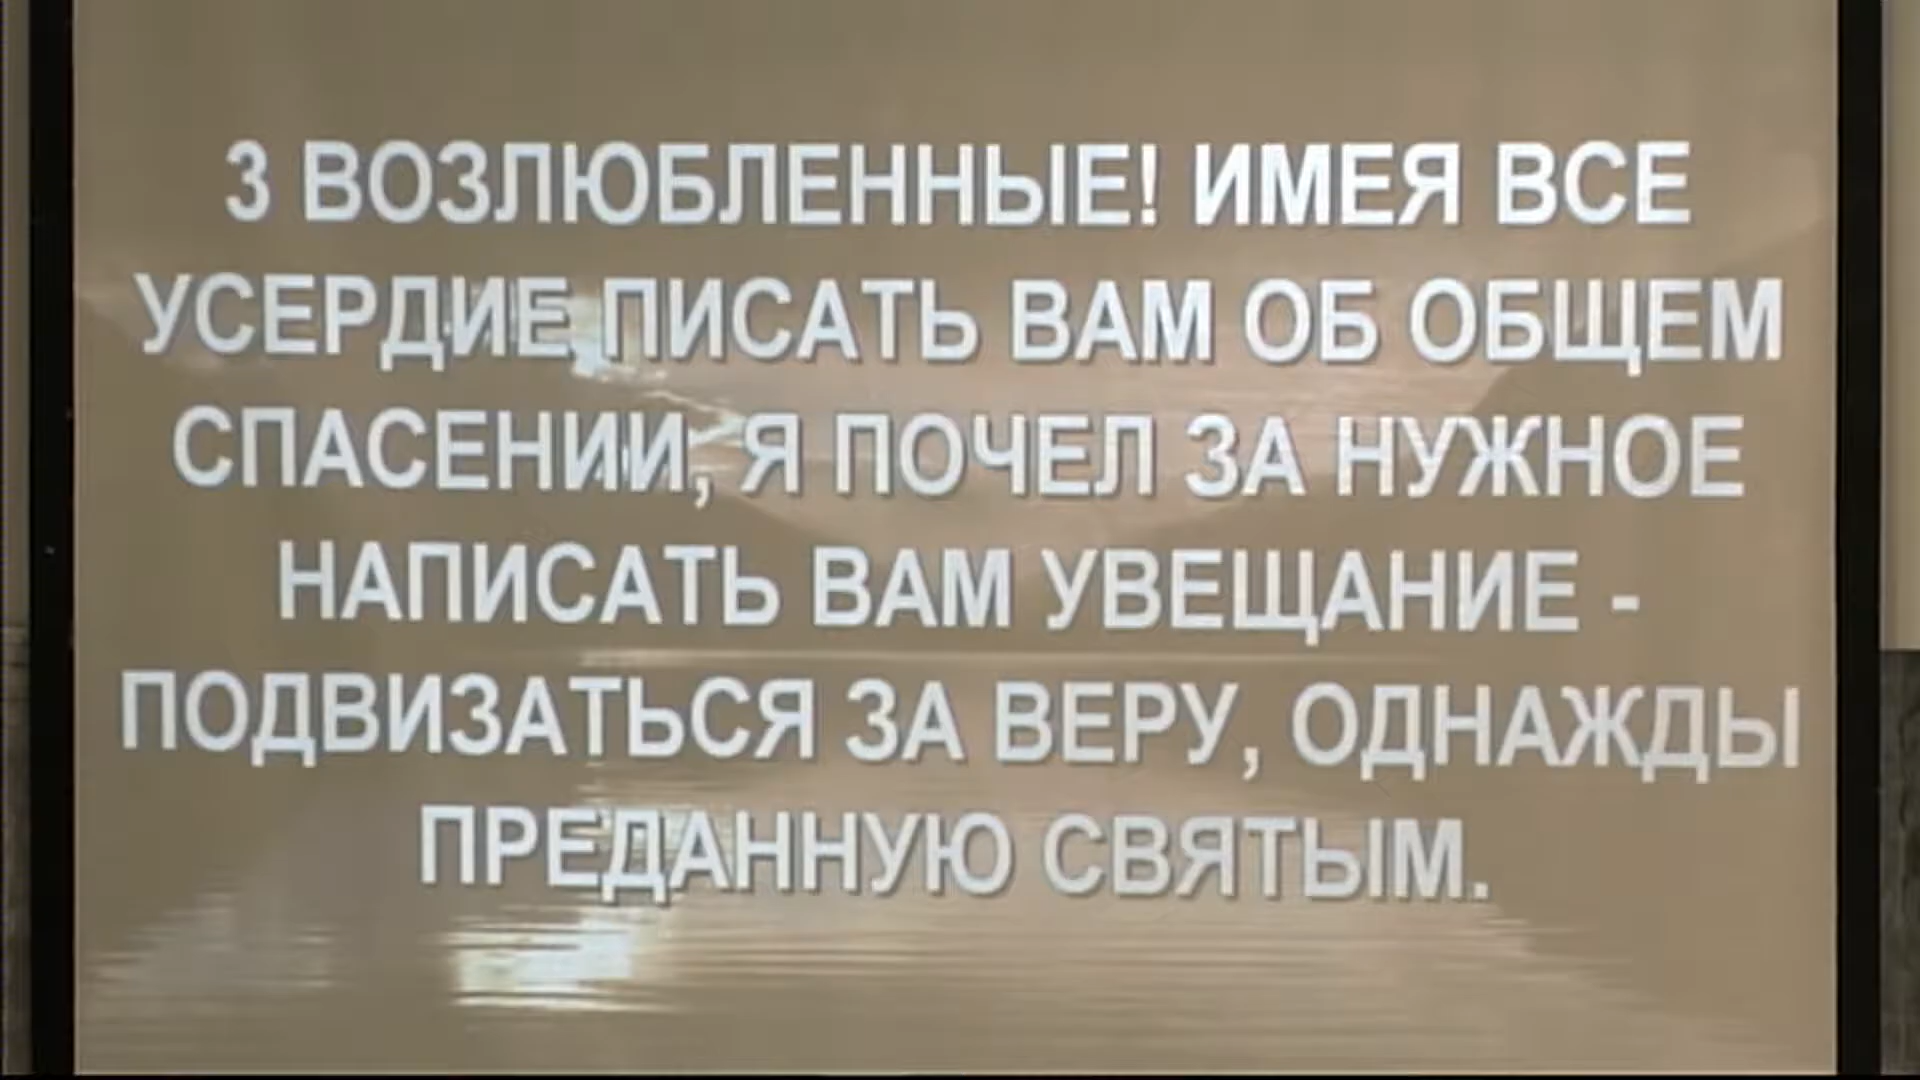 3 ВОЗЛЮБЛЕННЫЕ! ИМЕЯ ВСЕ
УСЕРДИЕ ПИСАТЬ ВАМ ОБ ОБЩЕМ
СПАСЕНИИ, Я ПОЧЕЛ ЗА НУЖНОЕ
НАПИСАТЬ ВАМ УВЕЩАНИЕ -
ПОДВИЗАТЬСЯ ЗА ВЕРУ, ОДНАЖДЫ
ПРЕДАННУЮ СВЯТЫМ.